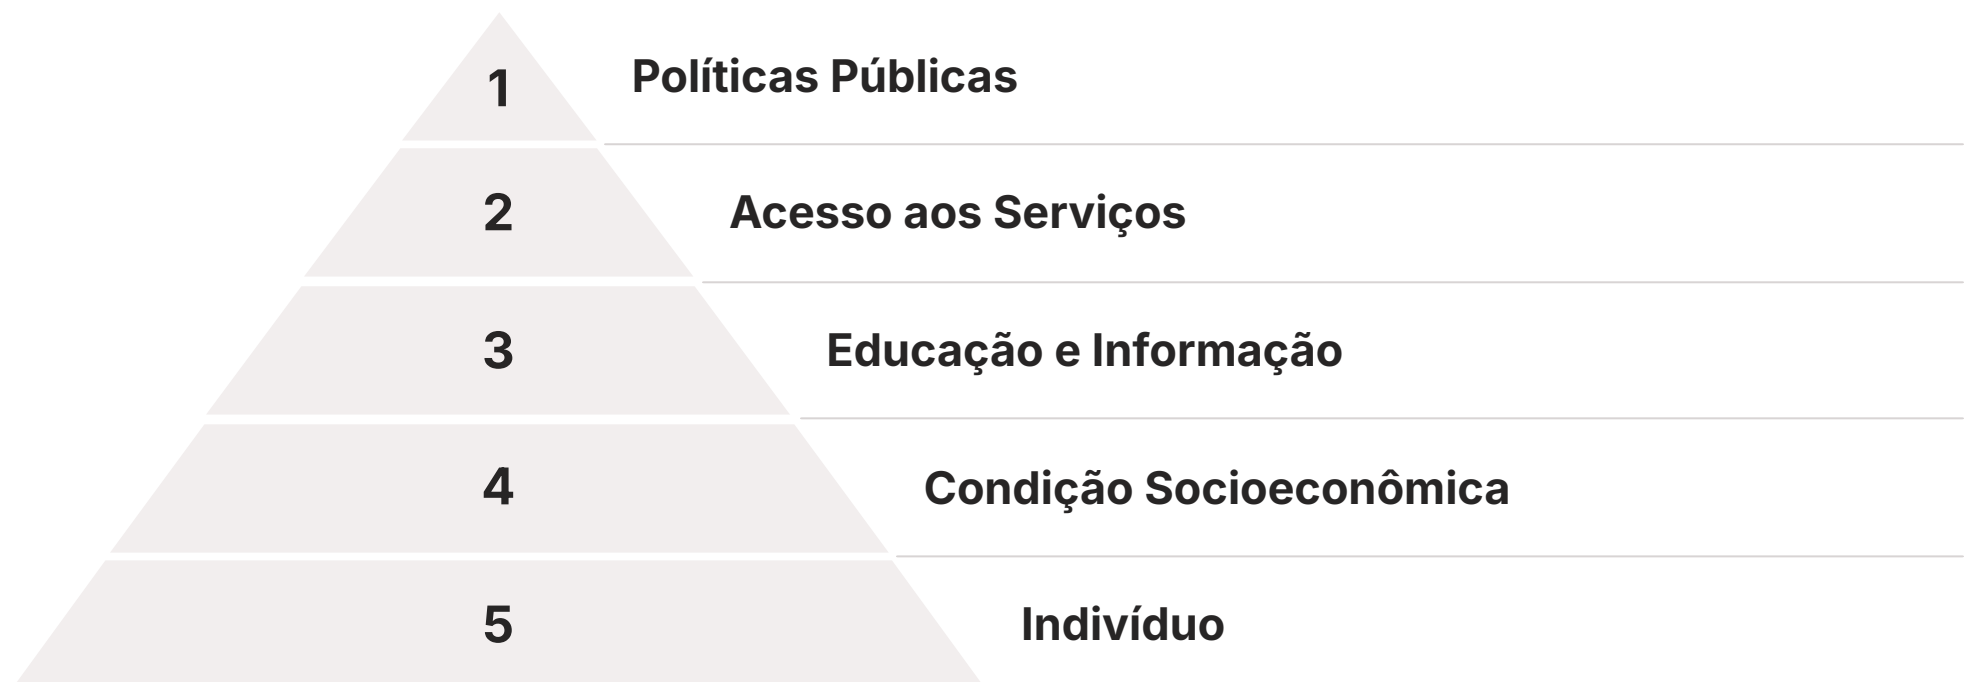 1 Políticas Públicas
2 Acesso aos Serviços
3 Educação e Informação
4 Condição Socioeconômica
5 Indivíduo